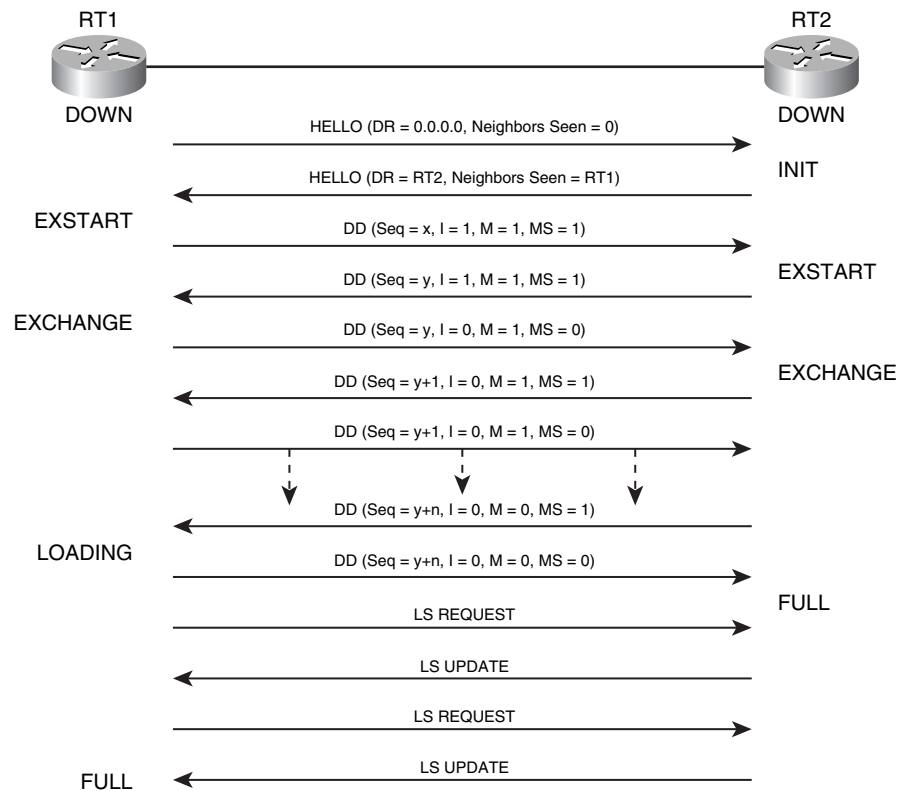 RT1
RT2
DOWN
DOWN
HELLO (DR = 0.0.0.0, Neighbors Seen = 0)
INIT
HELLO (DR = RT2, Neighbors Seen = RT1)
EXSTART
DD (Seq = x, I = 1, M = 1, MS = 1)
EXSTART
DD (Seq = y, I = 1, M = 1, MS = 1)
EXCHANGE
DD (Seq = y, I = 0, M = 1, MS = 0)
EXCHANGE
DD (Seq = y+1, I = 0, M = 1, MS = 1)
DD (Seq = y+1, I = 0, M = 1, MS = 0)
DD (Seq = y+n, I = 0, M = 0, MS = 1)
LOADING
DD (Seq = y+n, I = 0, M = 0, MS = 0)
FULL
LS REQUEST
LS UPDATE
LS REQUEST
LS UPDATE
FULL